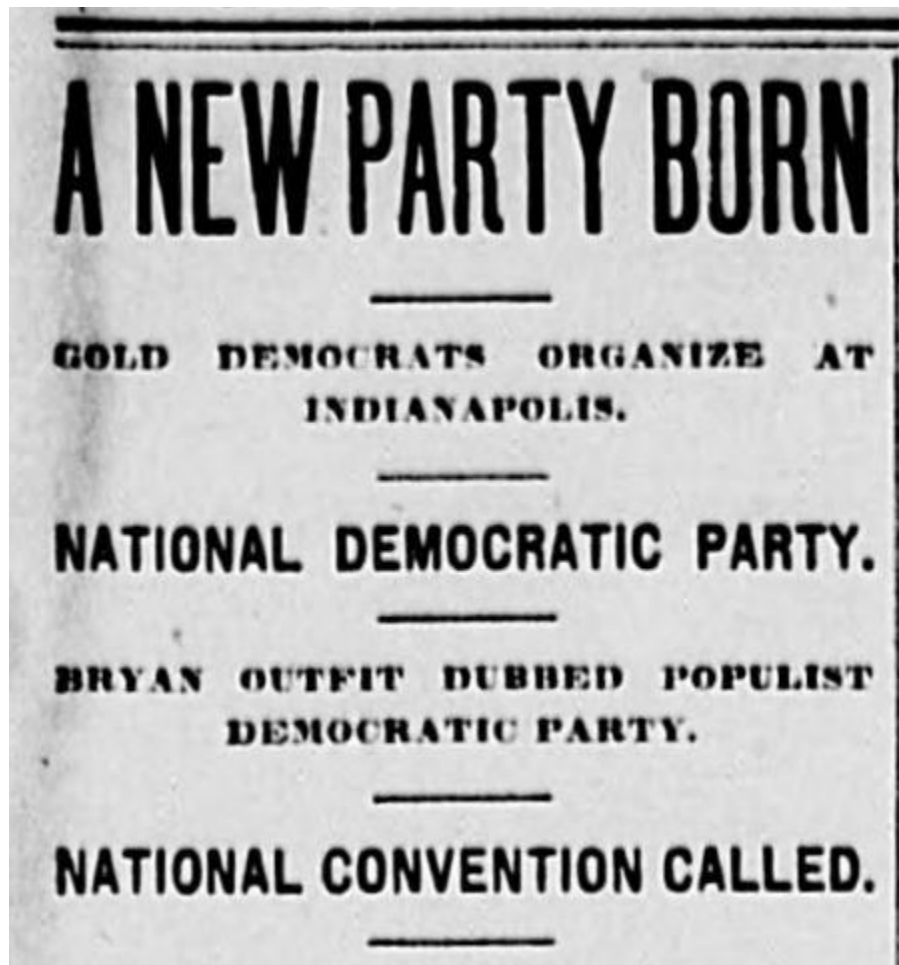 A NEW PARTY BORN
GOLD DEMOCRATS ORGANIZE AT
INDIANAPOLIS.
NATIONAL DEMOCRATIC PARTY.
BRYAN OUTFIT DUBBED POPULIST
DEMOCRATIC PARTY.
NATIONAL CONVENTION CALLED.